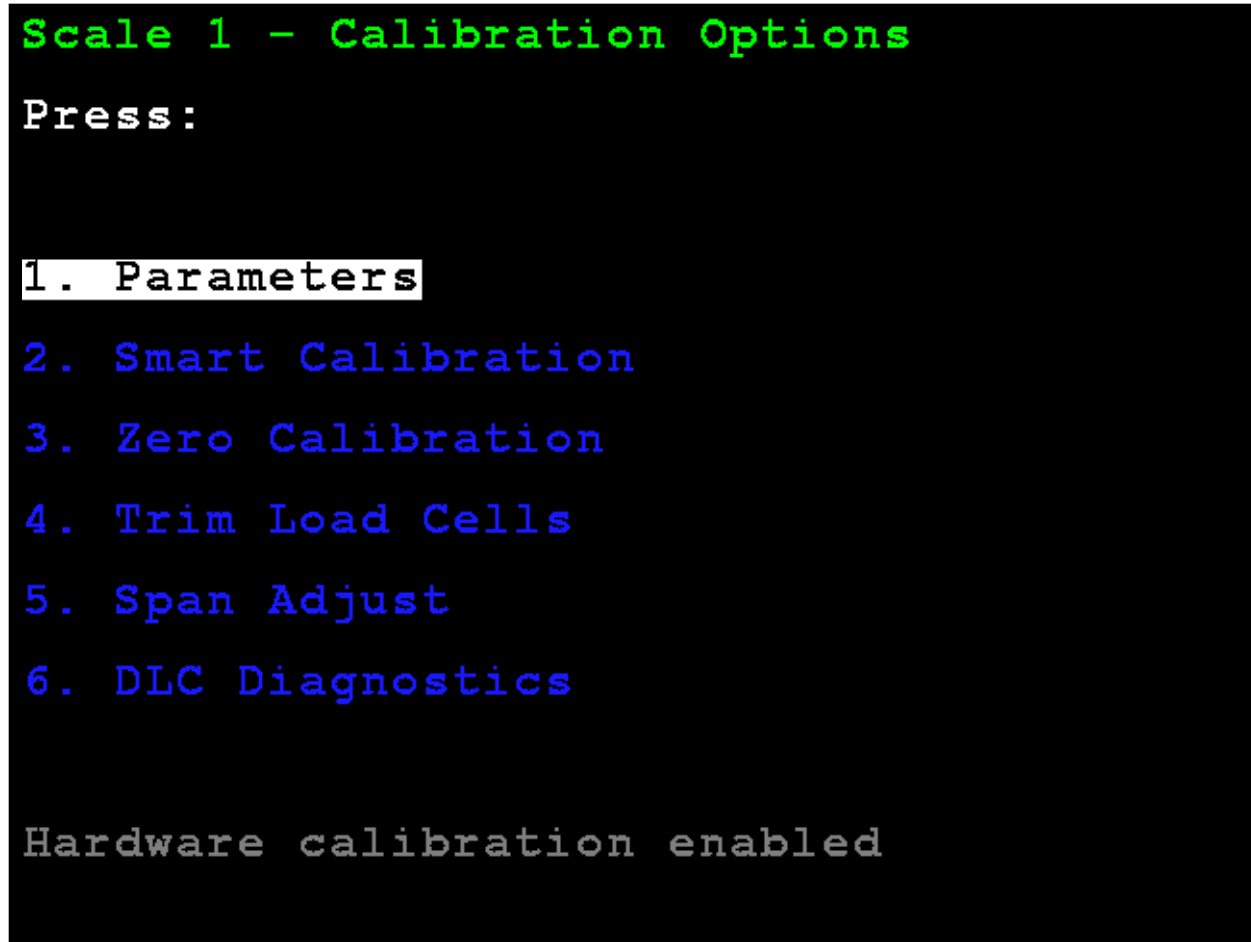 Scale 1 - Calibration Options
Press:
1. Parameters
2. Smart Calibration
3. Zero Calibration
4. Trim Load Cells
5. Span Adjust
6. DLC Diagnostics
Hardware calibration enabled